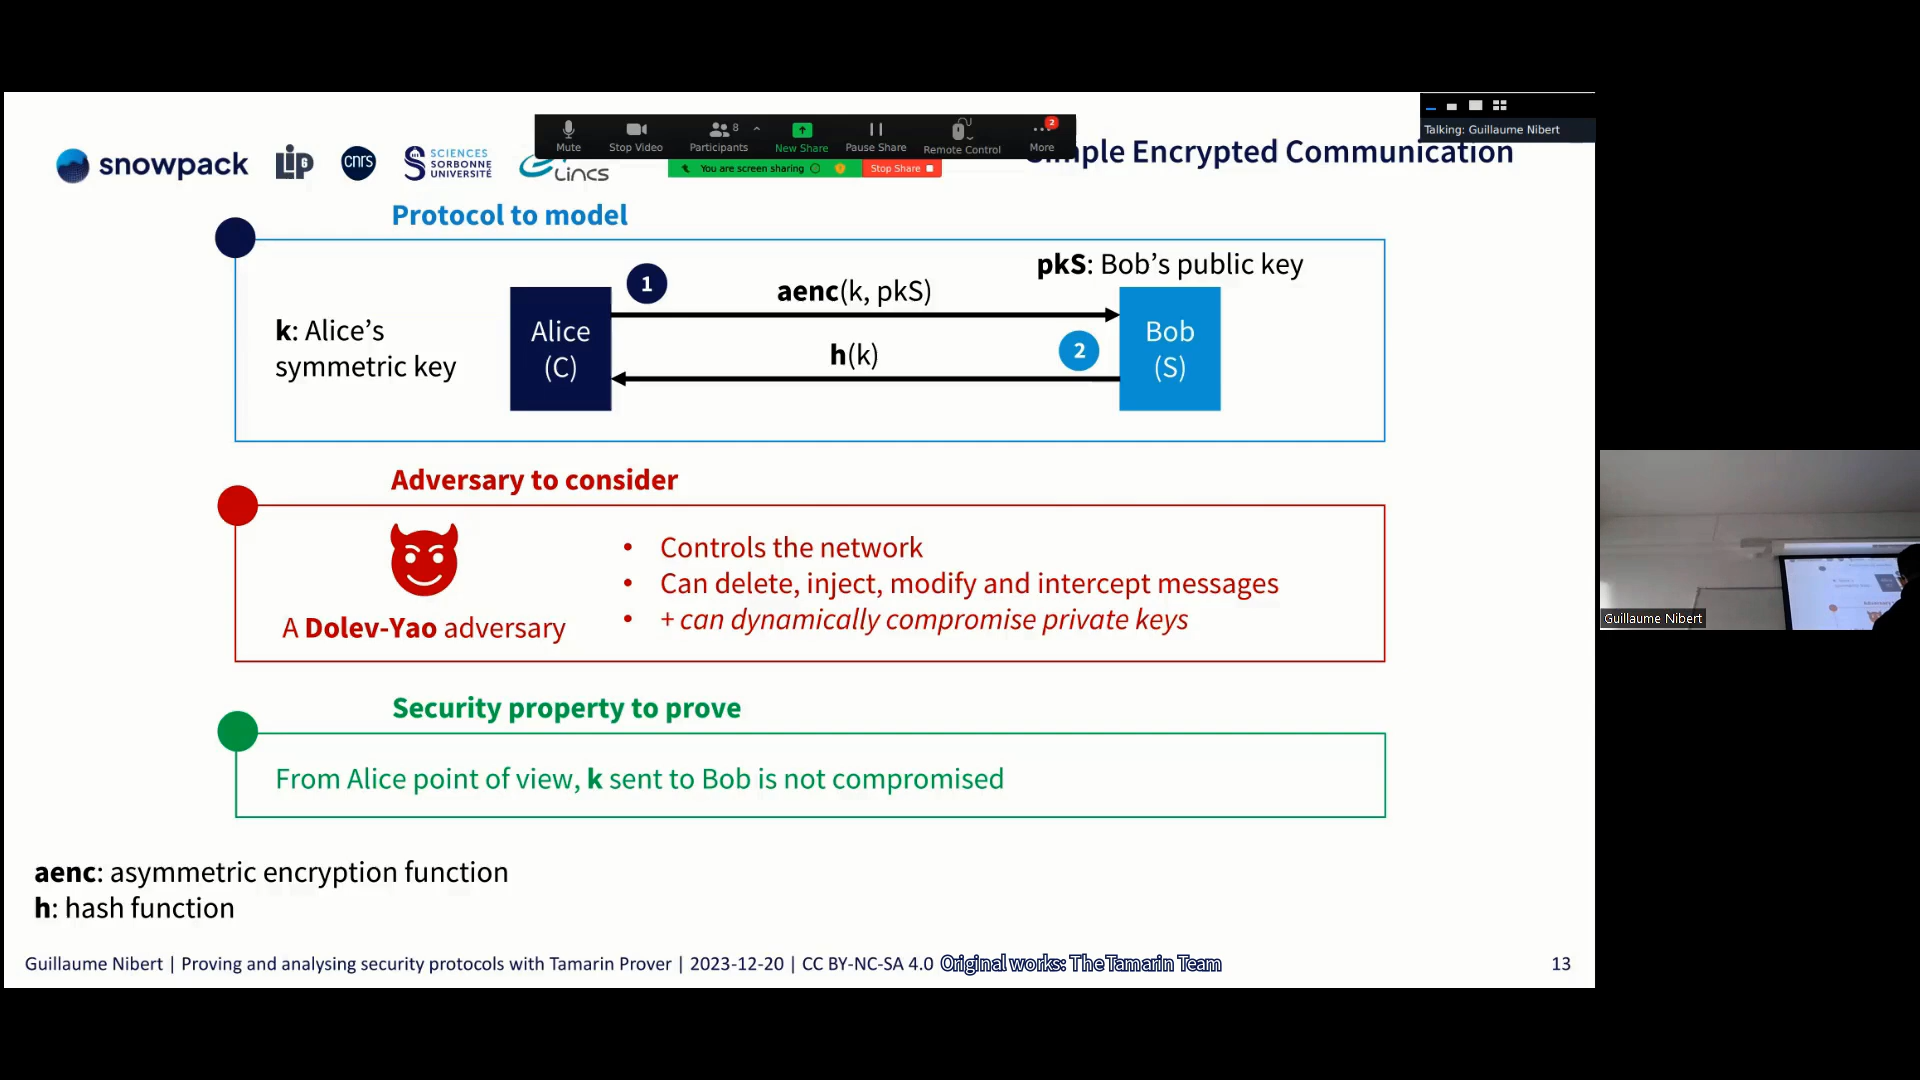 Mute
Stop Video
Participants
8
New Share
Pause Share
Remote Control
More
2
You are screen sharing
Stop Share
Talking: Guillaume Nibert
snowpack
LIP6
cnrs
SCIENCES
SORBONNE
UNIVERSITÉ
Lincs
Simple Encrypted Communication
Protocol to model
pkS: Bob's public key
1
aenc(k, pkS)
k: Alice's
symmetric key
Alice
(C)
Bob
(S)
h(k)
2
Adversary to consider
A Dolev-Yao adversary
• Controls the network
• Can delete, inject, modify and intercept messages
• + can dynamically compromise private keys
Security property to prove
From Alice point of view, k sent to Bob is not compromised
aenc: asymmetric encryption function
h: hash function
Guillaume Nibert | Proving and analysing security protocols with Tamarin Prover | 2023-12-20 | CC BY-NC-SA 4.0 Original works: The Tamarin Team
13
Guillaume Nibert